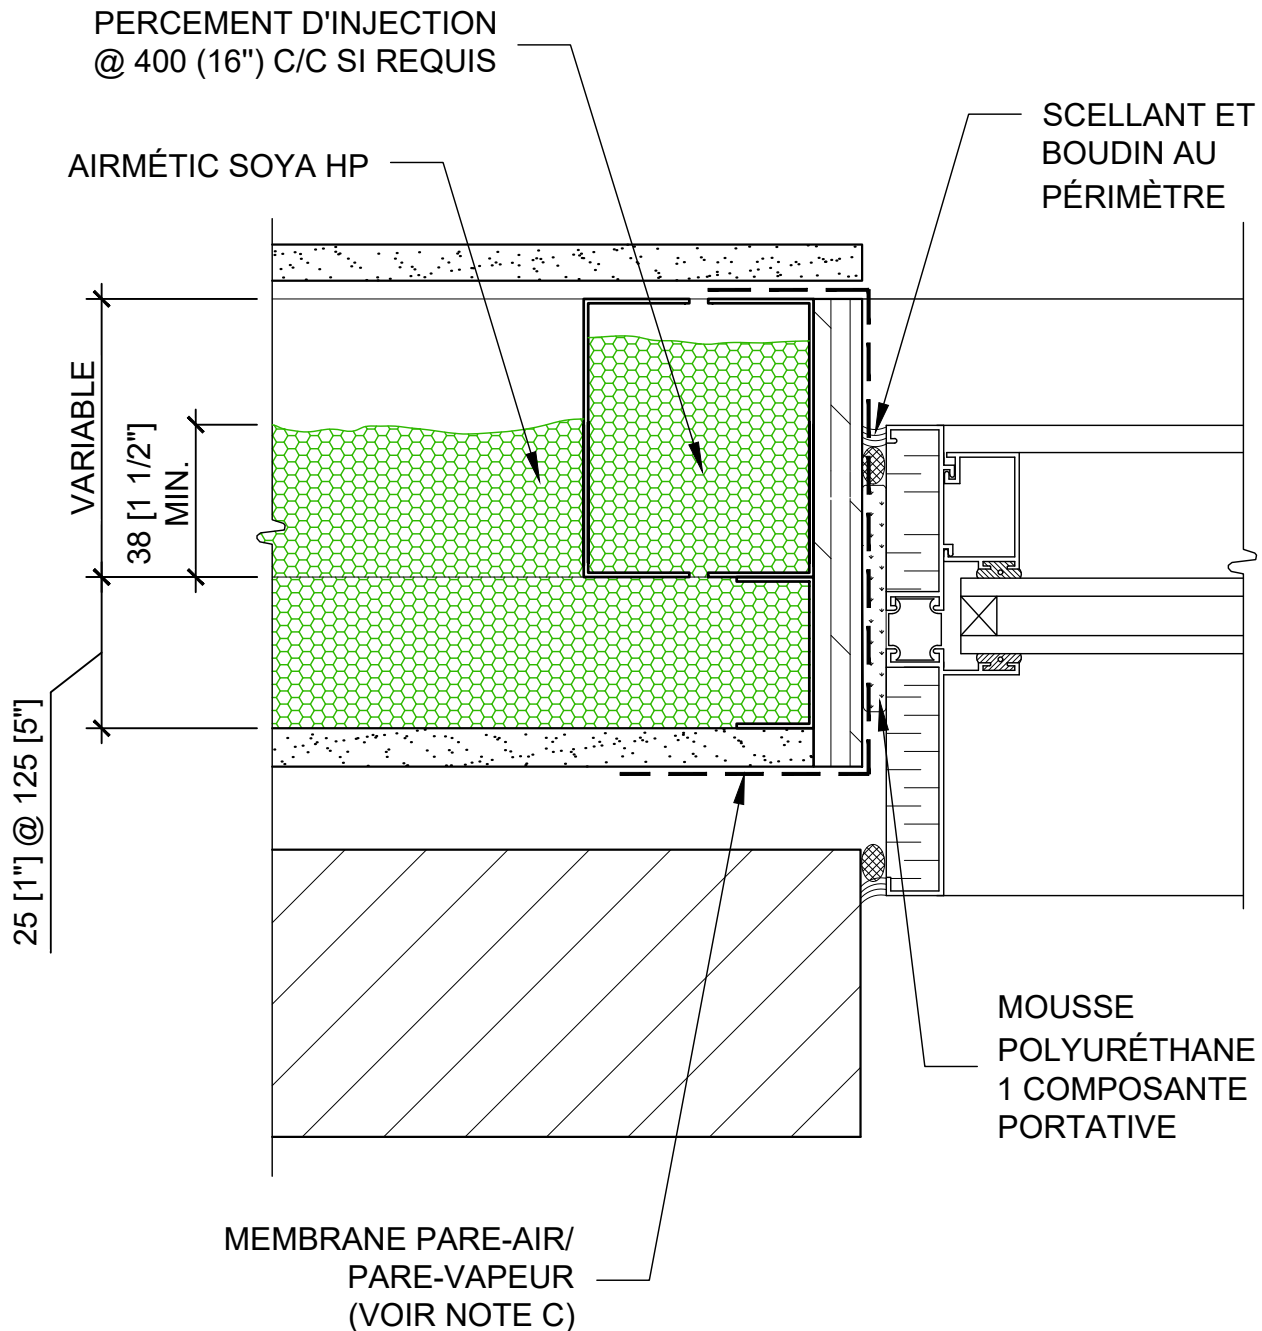 PERCEMENT D'INJECTION
@ 400 (16") C/C SI REQUIS
SCELLANT ET
BOUDIN AU
PÉRIMÈTRE
AIRMÉTIC SOYA HP
VARIABLE
38 [1 1/2"]
MIN.
25 [1"] @ 125 [5"]
MOUSSE
POLYURÉTHANE
1 COMPOSANTE
PORTATIVE
MEMBRANE PARE-AIR/
PARE-VAPEUR
(VOIR NOTE C)